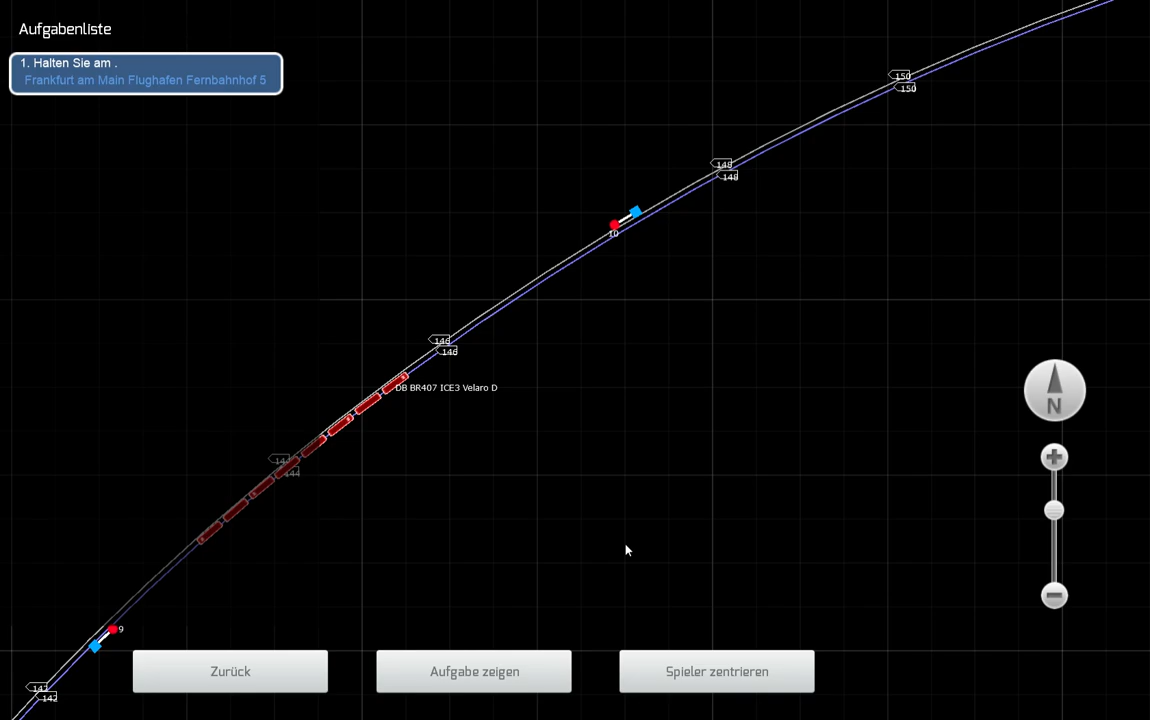 Aufgabenliste
1. Halten Sie am .
Frankfurt am Main Flughafen Fernbahnhof 5
150
150
148
148
10
146
146
DB BR407 ICE3 Velaro D
144
144
N
9
142
142
Zurück
Aufgabe zeigen
Spieler zentrieren